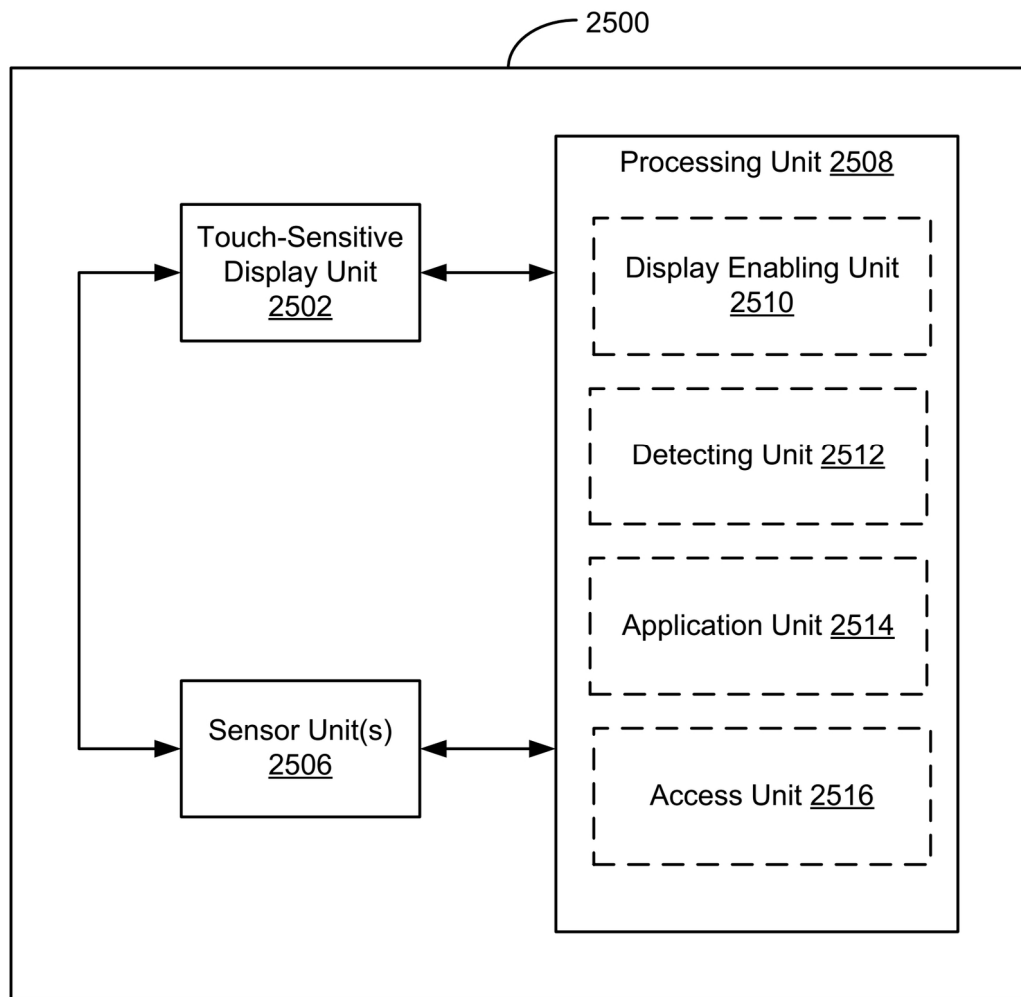 2500
Processing Unit 2508
Touch-Sensitive
Display Unit
2502
Display Enabling Unit
2510
Detecting Unit 2512
Application Unit 2514
Sensor Unit(s)
2506
Access Unit 2516